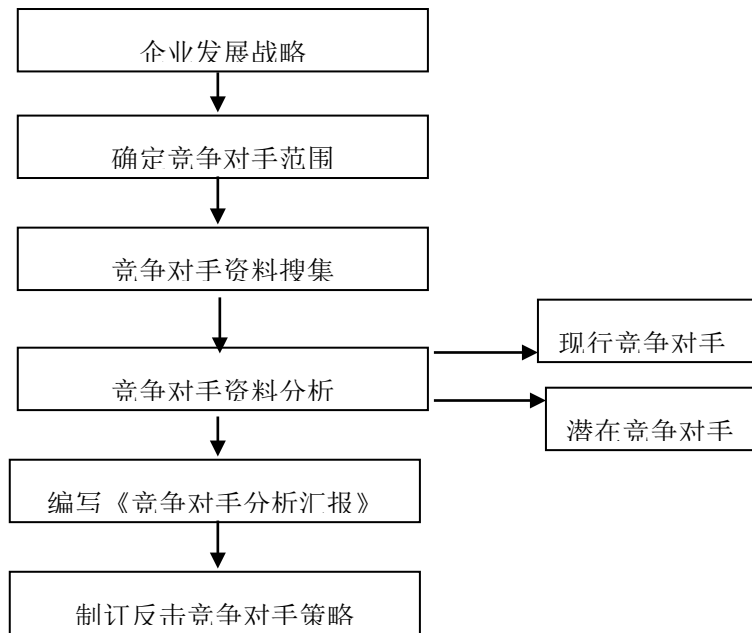 企业发展战略
确定竞争对手范围
竞争对手资料搜集
现行竞争对手
竞争对手资料分析
潜在竞争对手
编写《竞争对手分析汇报》
制订反击竞争对手策略